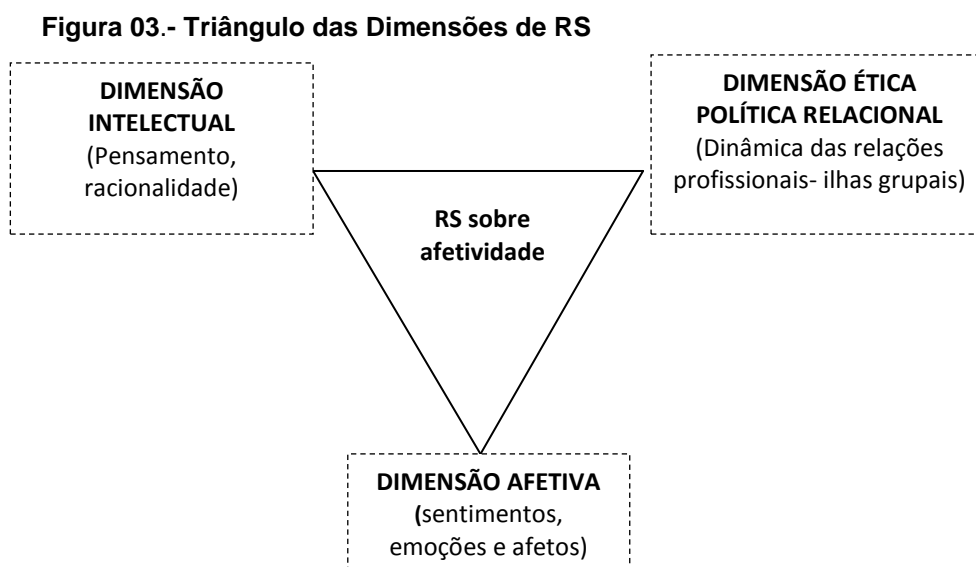 Figura 03.- Triângulo das Dimensões de RS
DIMENSÃO
INTELECTUAL
(Pensamento,
racionalidade)
DIMENSÃO ÉTICA
POLÍTICA RELACIONAL
(Dinâmica das relações
profissionais- ilhas grupais)
RS sobre
afetividade
DIMENSÃO AFETIVA
(sentimentos,
emoções e afetos)